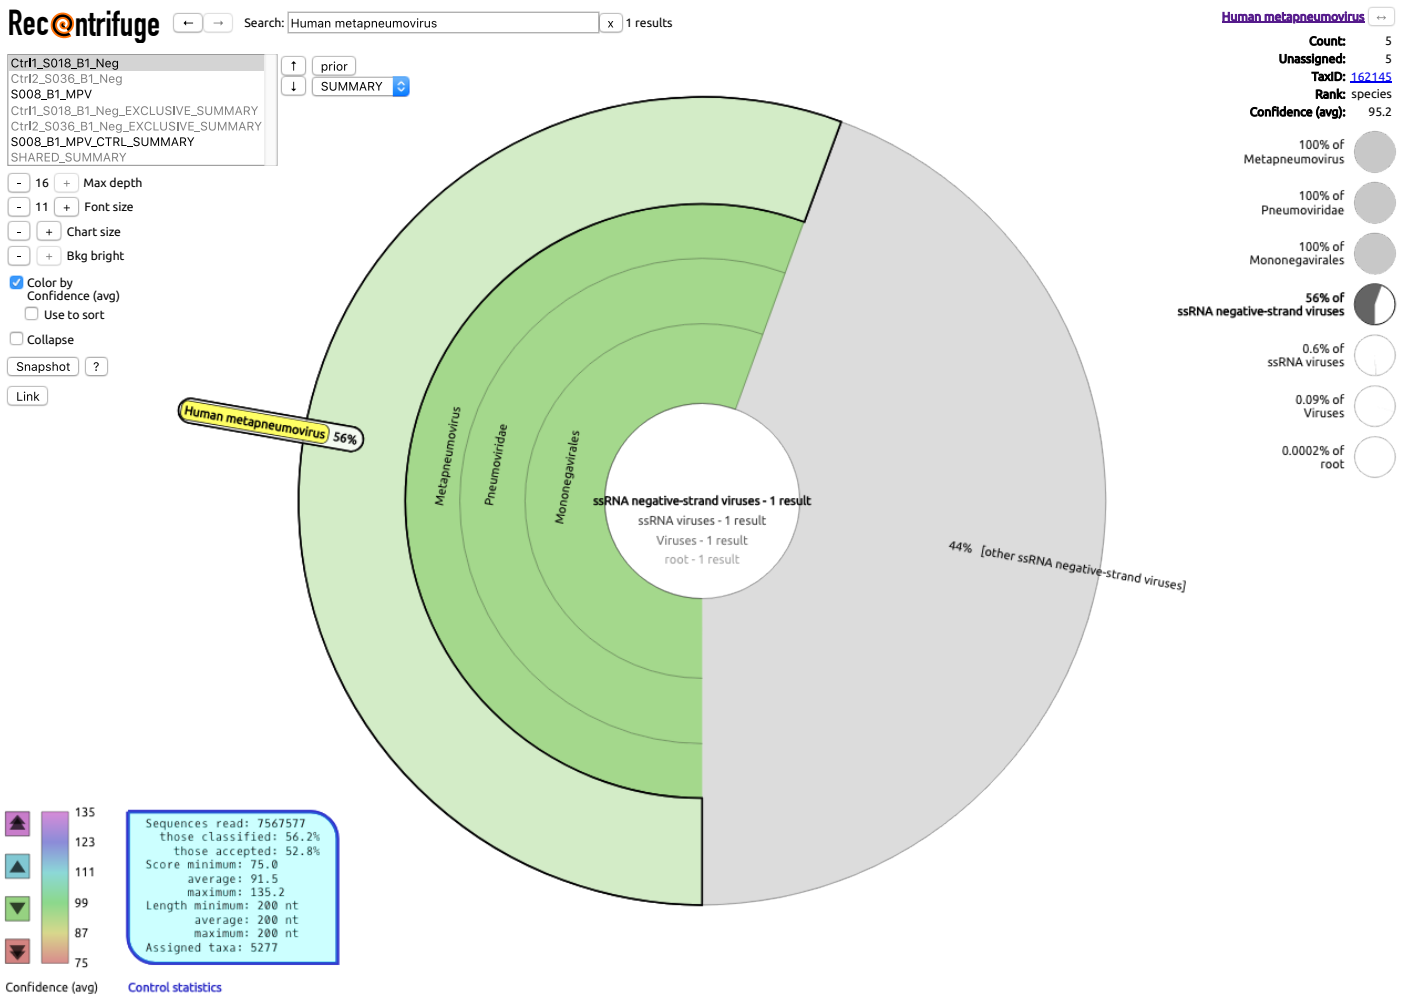 Rec@ntrifuge
← → Search: Human metapneumovirus x 1 results
Ctrl1_S018_B1_Neg
Ctrl2_S036_B1_Neg
S008_B1_MPV
Ctrl1_S018_B1_Neg_EXCLUSIVE_SUMMARY
Ctrl2_S036_B1_Neg_EXCLUSIVE_SUMMARY
S008_B1_MPV_CTRL_SUMMARY
SHARED_SUMMARY
↑ prior
↓ SUMMARY
- 16 + Max depth
- 11 + Font size
- + Chart size
- + Bkg bright
Color by
Confidence (avg)
Use to sort
Collapse
Snapshot ?
Link
Human metapneumovirus 56%
Metapneumovirus
Pneumoviridae
Mononegavirales
ssRNA negative-strand viruses - 1 result
ssRNA viruses - 1 result
Viruses - 1 result
root - 1 result
44% [other ssRNA negative-strand viruses]
Human metapneumovirus ↔
Count: 5
Unassigned: 5
TaxID: 162145
Rank: species
Confidence (avg): 95.2
100% of
Metapneumovirus
100% of
Pneumoviridae
100% of
Mononegavirales
56% of
ssRNA negative-strand viruses
0.6% of
ssRNA viruses
0.09% of
Viruses
0.0002% of
root
135
123
111
99
87
75
Confidence (avg)
Sequences read: 7567577
those classified: 56.2%
those accepted: 52.8%
Score minimum: 75.0
average: 91.5
maximum: 135.2
Length minimum: 200 nt
average: 200 nt
maximum: 200 nt
Assigned taxa: 5277
Control statistics